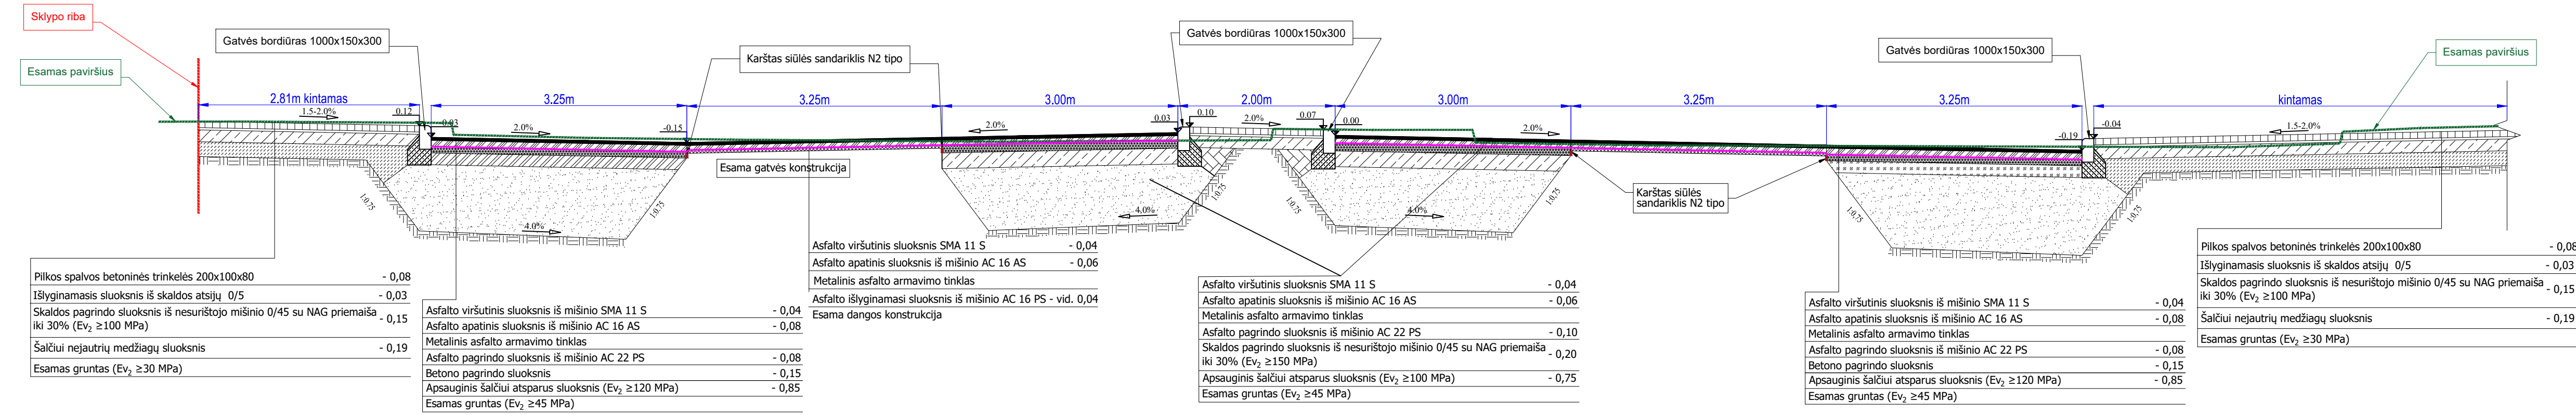 Sklypo riba
Gatvės bordiūras 1000x150x300
Esamas paviršius
Karštas siūlės sandariklis N2 tipo
Gatvės bordiūras 1000x150x300
Gatvės bordiūras 1000x150x300
Esamas paviršius
2.81m kintamas
3.25m
3.25m
3.00m
2.00m
3.00m
3.25m
3.25m
kintamas
1.5-2.0%
0.12
-0.03
2.0%
-0.15
2.0%
0.03
0.10
2.0%
0.07
0.00
2.0%
-0.19
-0.04
1.5-2.0%
Esama gatvės konstrukcija
Karštas siūlės
sandariklis N2 tipo
1:0.75
4.0%
1:0.75
4.0%
1:0.75
1:0.75
4.0%
1:0.75
1:0.75
1:0.75
Pilkos spalvos betoninės trinkelės 200x100x80 - 0,08
Išlyginamasis sluoksnis iš skaldos atsijų 0/5 - 0,03
Skaldos pagrindo sluoksnis iš nesurištojo mišinio 0/45 su NAG priemaiša - 0,15
iki 30% (Ev₂ ≥100 MPa)
Šalčiui nejautrių medžiagų sluoksnis - 0,19
Esamas gruntas (Ev₂ ≥30 MPa)
Asfalto viršutinis sluoksnis iš mišinio SMA 11 S - 0,04
Asfalto apatinis sluoksnis iš mišinio AC 16 AS - 0,08
Metalinis asfalto armavimo tinklas
Asfalto pagrindo sluoksnis iš mišinio AC 22 PS - 0,08
Betono pagrindo sluoksnis - 0,15
Apsauginis šalčiui atsparus sluoksnis (Ev₂ ≥120 MPa) - 0,85
Esamas gruntas (Ev₂ ≥45 MPa)
Asfalto viršutinis sluoksnis SMA 11 S - 0,04
Asfalto apatinis sluoksnis iš mišinio AC 16 AS - 0,06
Metalinis asfalto armavimo tinklas
Asfalto išlyginamasi sluoksnis iš mišinio AC 16 PS - vid. 0,04
Esama dangos konstrukcija
Asfalto viršutinis sluoksnis SMA 11 S - 0,04
Asfalto apatinis sluoksnis iš mišinio AC 16 AS - 0,06
Metalinis asfalto armavimo tinklas
Asfalto pagrindo sluoksnis iš mišinio AC 22 PS - 0,10
Skaldos pagrindo sluoksnis iš nesurištojo mišinio 0/45 su NAG priemaiša - 0,20
iki 30% (Ev₂ ≥150 MPa)
Apsauginis šalčiui atsparus sluoksnis (Ev₂ ≥100 MPa) - 0,75
Esamas gruntas (Ev₂ ≥45 MPa)
Asfalto viršutinis sluoksnis iš mišinio SMA 11 S - 0,04
Asfalto apatinis sluoksnis iš mišinio AC 16 AS - 0,08
Metalinis asfalto armavimo tinklas
Asfalto pagrindo sluoksnis iš mišinio AC 22 PS - 0,08
Betono pagrindo sluoksnis - 0,15
Apsauginis šalčiui atsparus sluoksnis (Ev₂ ≥120 MPa) - 0,85
Esamas gruntas (Ev₂ ≥45 MPa)
Pilkos spalvos betoninės trinkelės 200x100x80 - 0,08
Išlyginamasis sluoksnis iš skaldos atsijų 0/5 - 0,03
Skaldos pagrindo sluoksnis iš nesurištojo mišinio 0/45 su NAG priemaiša - 0,15
iki 30% (Ev₂ ≥100 MPa)
Šalčiui nejautrių medžiagų sluoksnis - 0,19
Esamas gruntas (Ev₂ ≥30 MPa)